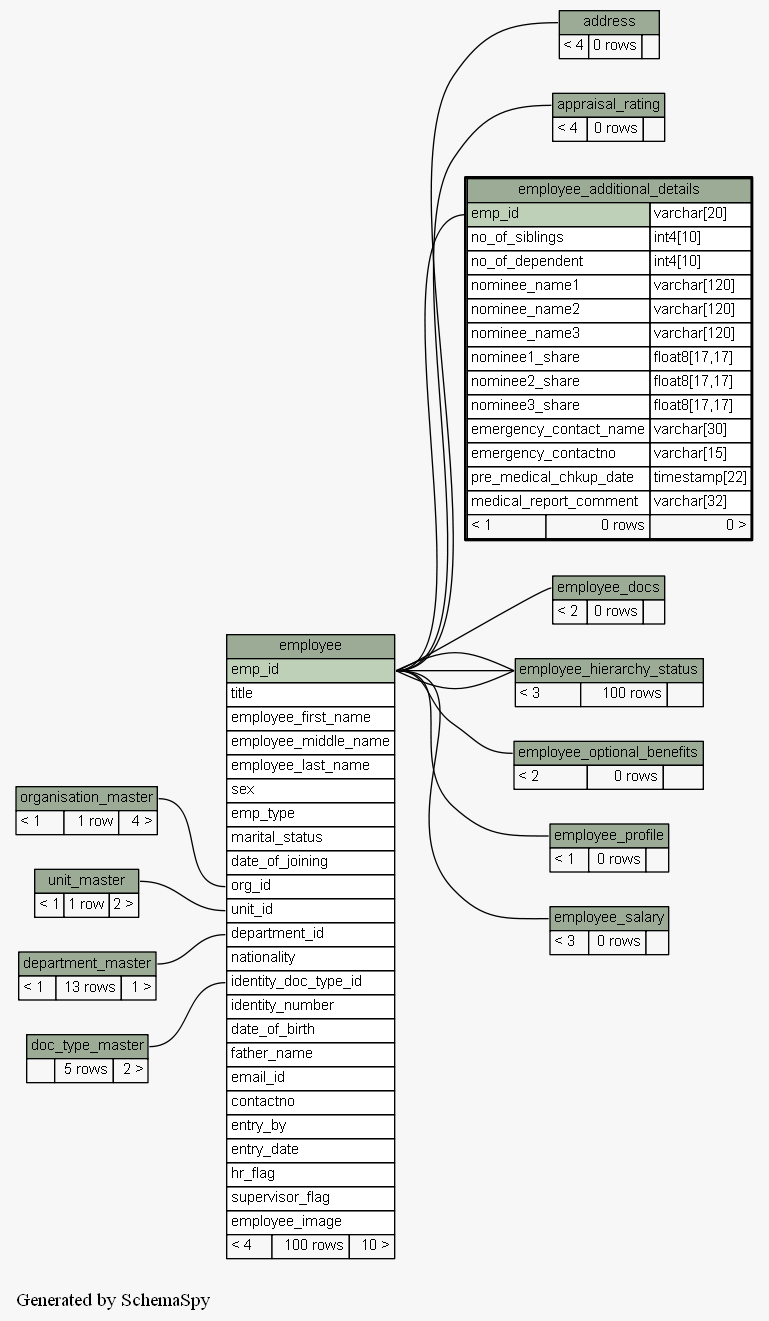 address
< 4 0 rows
appraisal_rating
< 4 0 rows
employee_additional_details
emp_id varchar[20]
no_of_siblings int4[10]
no_of_dependent int4[10]
nominee_name1 varchar[120]
nominee_name2 varchar[120]
nominee_name3 varchar[120]
nominee1_share float8[17,17]
nominee2_share float8[17,17]
nominee3_share float8[17,17]
emergency_contact_name varchar[30]
emergency_contactno varchar[15]
pre_medical_chkup_date timestamp[22]
medical_report_comment varchar[32]
< 1 0 rows 0 >
employee_docs
< 2 0 rows
employee_hierarchy_status
< 3 100 rows
employee_optional_benefits
< 2 0 rows
employee_profile
< 1 0 rows
employee_salary
< 3 0 rows
employee
emp_id
title
employee_first_name
employee_middle_name
employee_last_name
sex
emp_type
marital_status
date_of_joining
org_id
unit_id
department_id
nationality
identity_doc_type_id
identity_number
date_of_birth
father_name
email_id
contactno
entry_by
entry_date
hr_flag
supervisor_flag
employee_image
< 4 100 rows 10 >
organisation_master
< 1 1 row 4 >
unit_master
< 1 1 row 2 >
department_master
< 1 13 rows 1 >
doc_type_master
5 rows 2 >
Generated by SchemaSpy